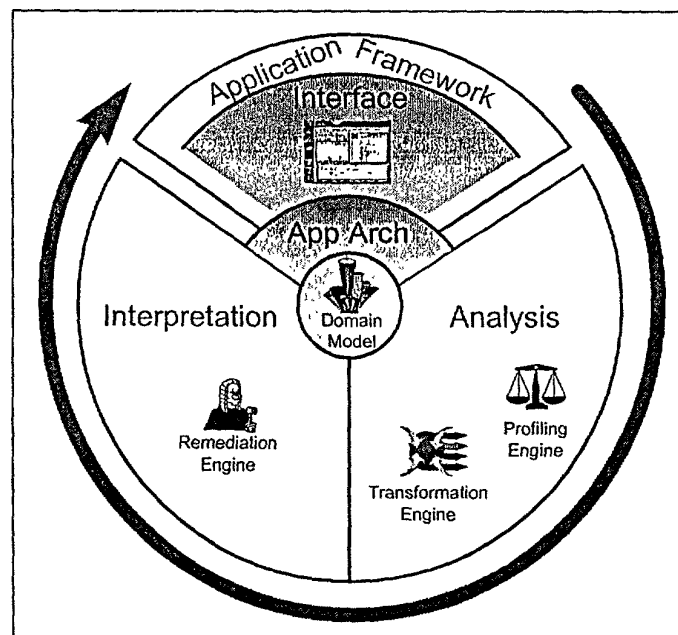 Application Framework
Interface
App Arch
Domain
Model
Interpretation
Analysis
Remediation
Engine
Transformation
Engine
Profiling
Engine